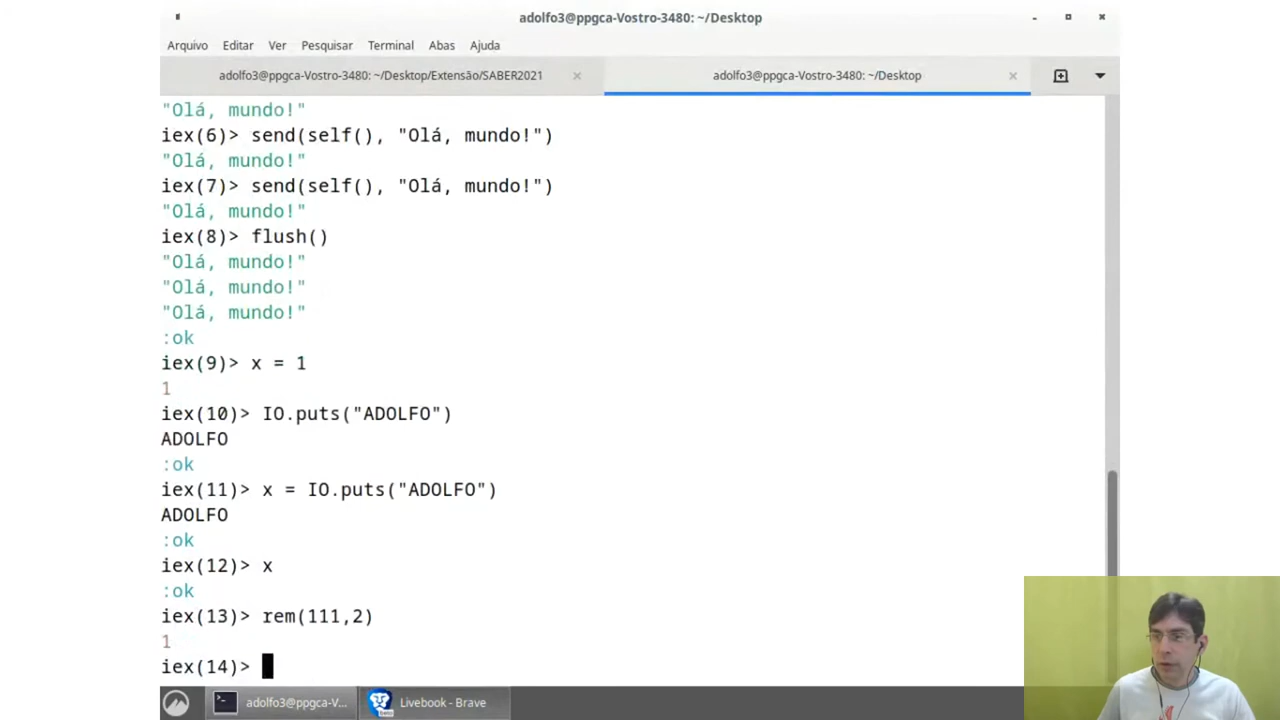 adolfo3@ppgca-Vostro-3480: ~/Desktop
Arquivo Editar Ver Pesquisar Terminal Abas Ajuda
adolfo3@ppgca-Vostro-3480: ~/Desktop/Extensão/SABER2021
adolfo3@ppgca-Vostro-3480: ~/Desktop
"Olá, mundo!"
iex(6)> send(self(), "Olá, mundo!")
"Olá, mundo!"
iex(7)> send(self(), "Olá, mundo!")
"Olá, mundo!"
iex(8)> flush()
"Olá, mundo!"
"Olá, mundo!"
"Olá, mundo!"
:ok
iex(9)> x = 1
1
iex(10)> IO.puts("ADOLFO")
ADOLFO
:ok
iex(11)> x = IO.puts("ADOLFO")
ADOLFO
:ok
iex(12)> x
:ok
iex(13)> rem(111,2)
1
iex(14)>
adolfo3@ppgca-V...
Livebook - Brave